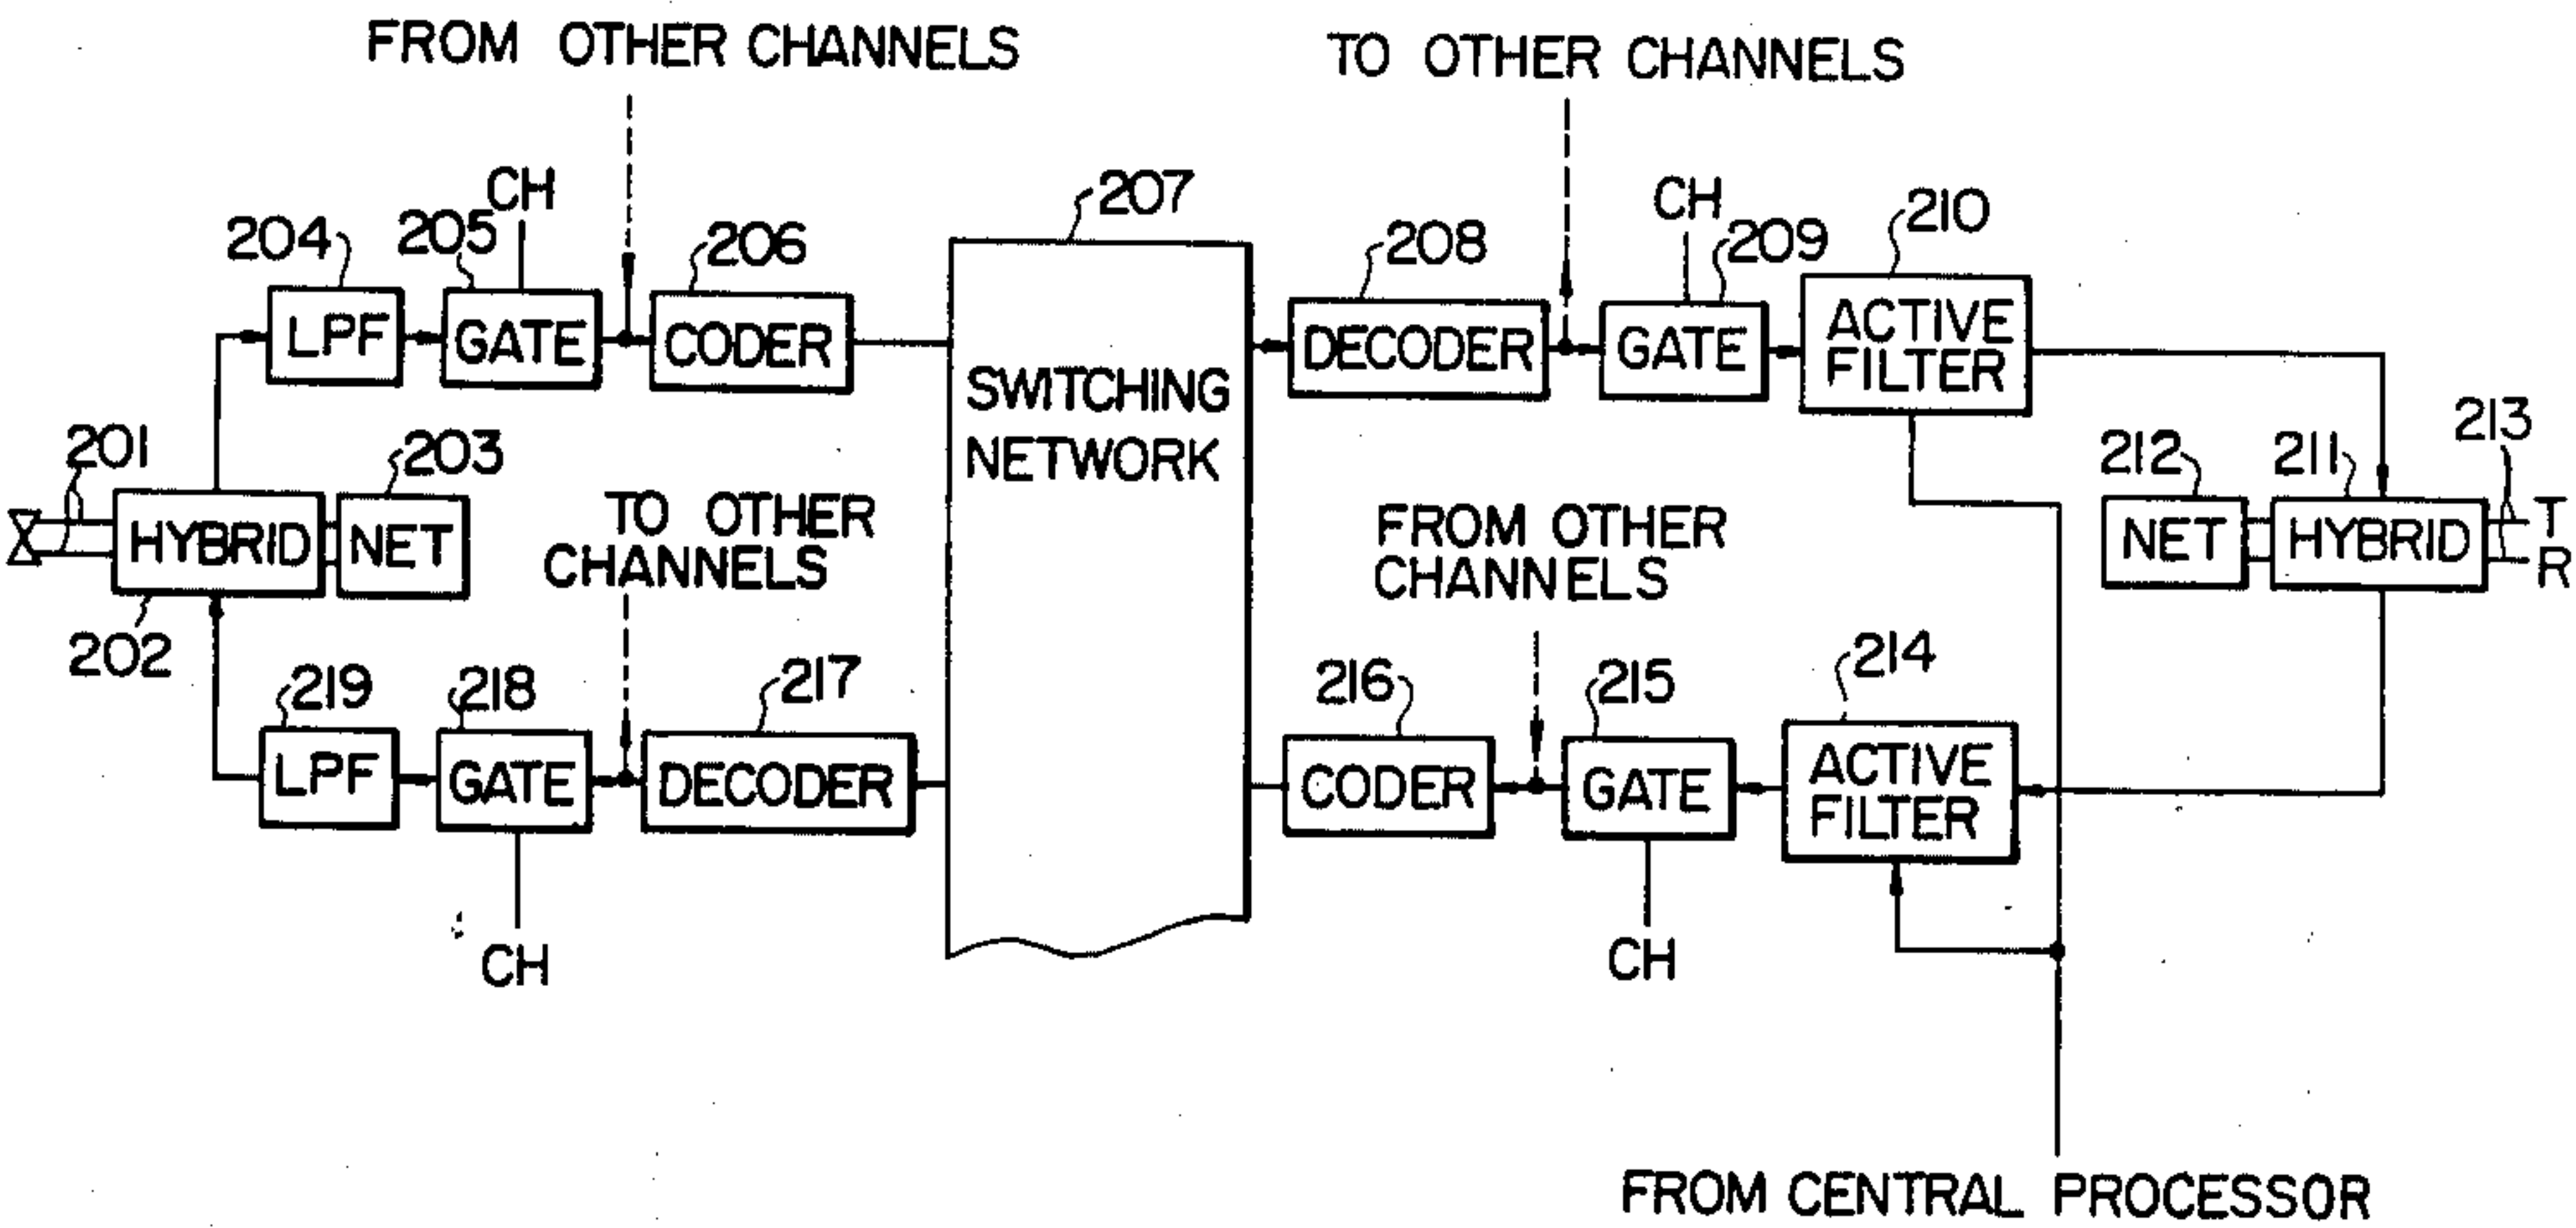 FROM OTHER CHANNELS
TO OTHER CHANNELS
CH
207
CH
210
204
205
206
208
209
LPF
GATE
CODER
DECODER
GATE
ACTIVE
FILTER
SWITCHING
NETWORK
201
203
212
211
213
HYBRID
NET
TO OTHER
CHANNELS
FROM OTHER
CHANNELS
NET
HYBRID
T
R
202
219
218
217
216
215
214
LPF
GATE
DECODER
CODER
GATE
ACTIVE
FILTER
CH
CH
FROM CENTRAL PROCESSOR